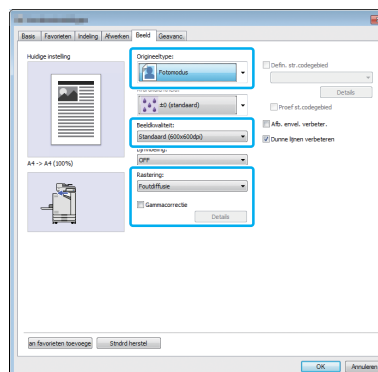 Basis Favorieten Indeling Afwerken Beeld Geavanc.
Huidige instelling
A4 -> A4 (100%)
Origineeltype:
Fotomodus
±0 (standaard)
Beeldkwaliteit:
Standaard (600x600dpi)
OFF
Rastering:
Foutdiffusie
Gammacorrectie
Details
Defin. str.codegebied
Details
Proef st.codegebied
Afb. envel. verbeter.
Dunne lijnen verbeteren
an favorieten toevoege Stndrd herstel
OK Annuleren